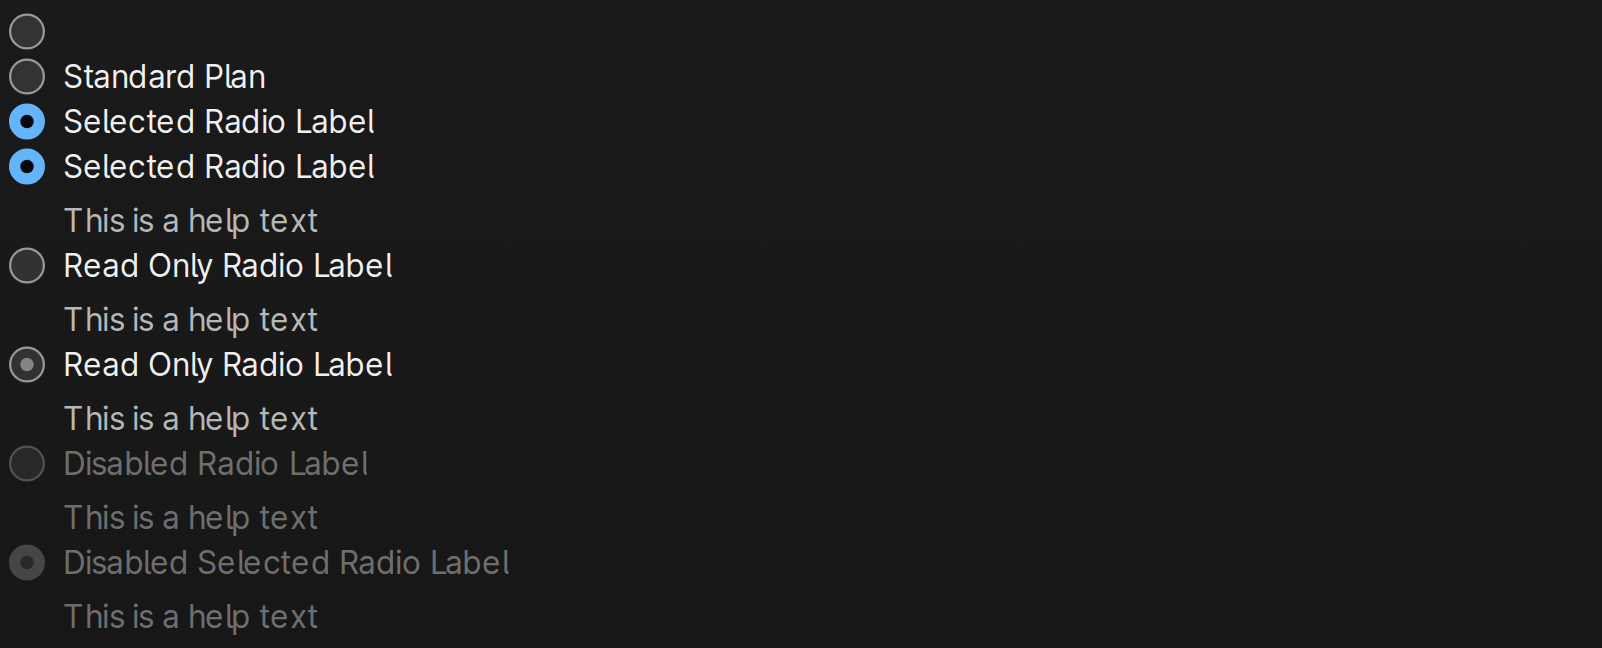 Standard Plan
Selected Radio Label
Selected Radio Label
This is a help text
Read Only Radio Label
This is a help text
Read Only Radio Label
This is a help text
Disabled Radio Label
This is a help text
Disabled Selected Radio Label
This is a help text